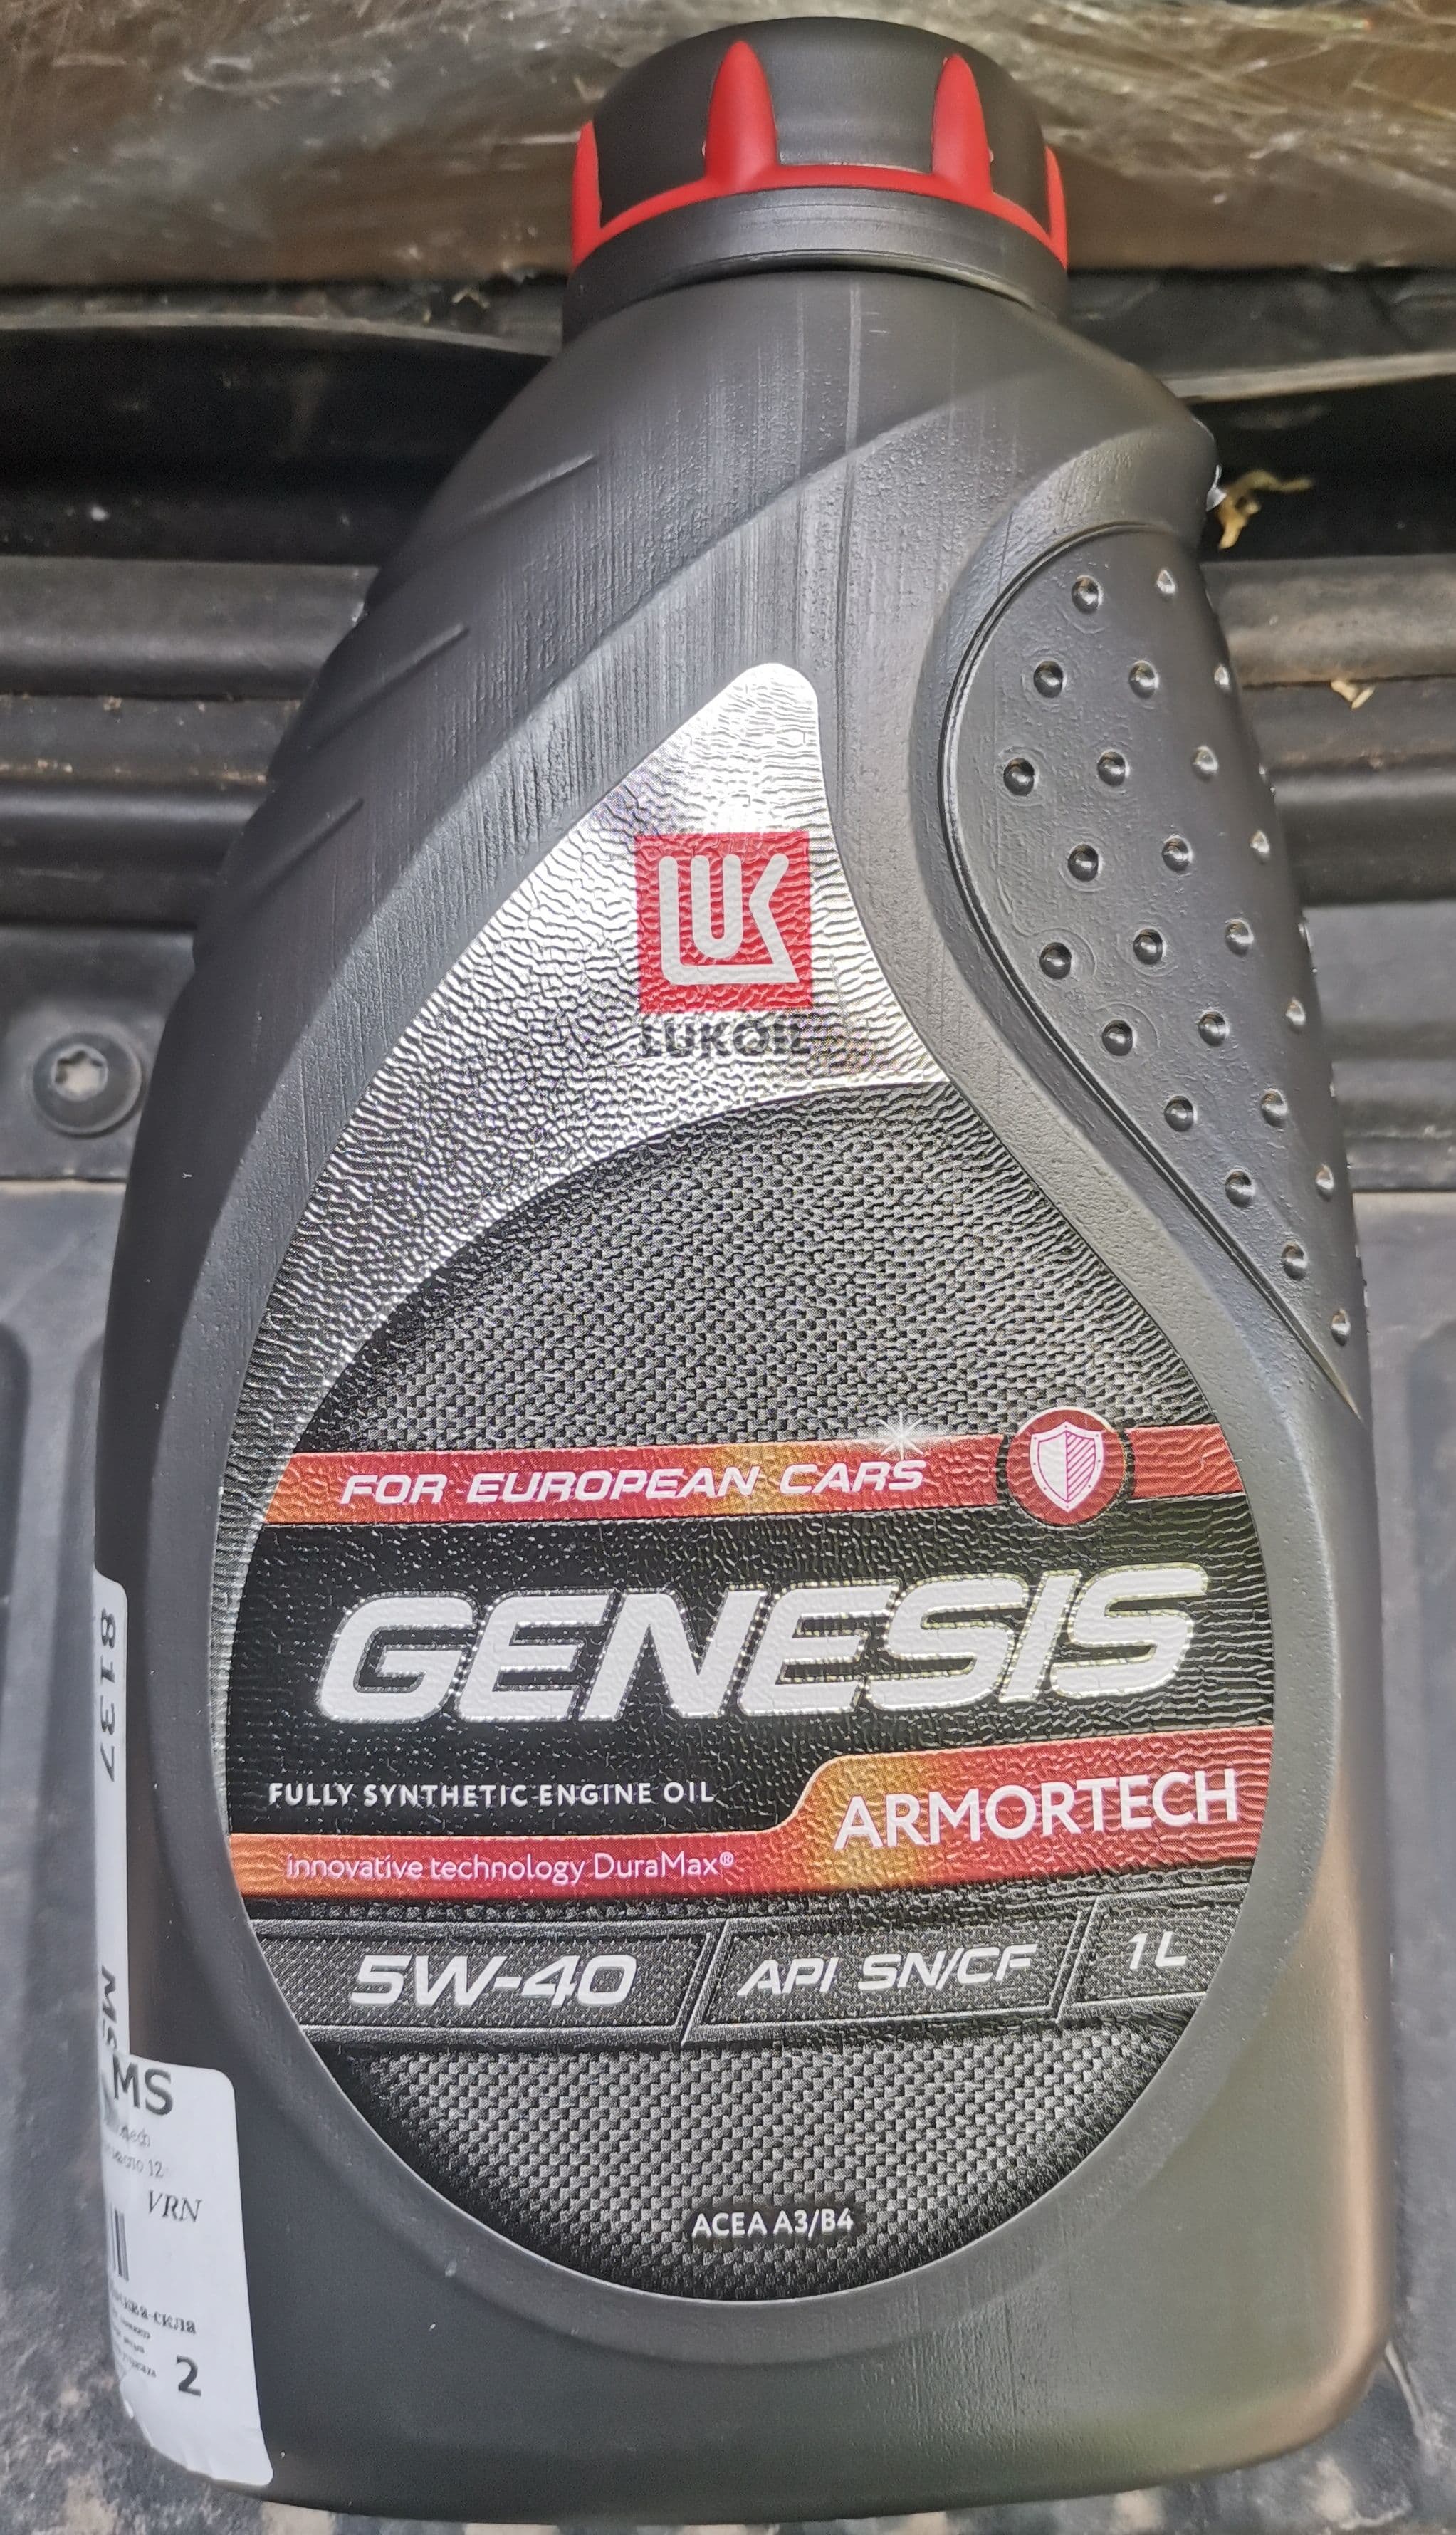 LUK
LUKOIL
FOR EUROPEAN CARS
GENESIS
FULLY SYNTHETIC ENGINE OIL
ARMORTECH
innovative technology DuraMax®
5W-40
API SN/CF
1L
ACEA A3/B4
8137
MS
VRN
2